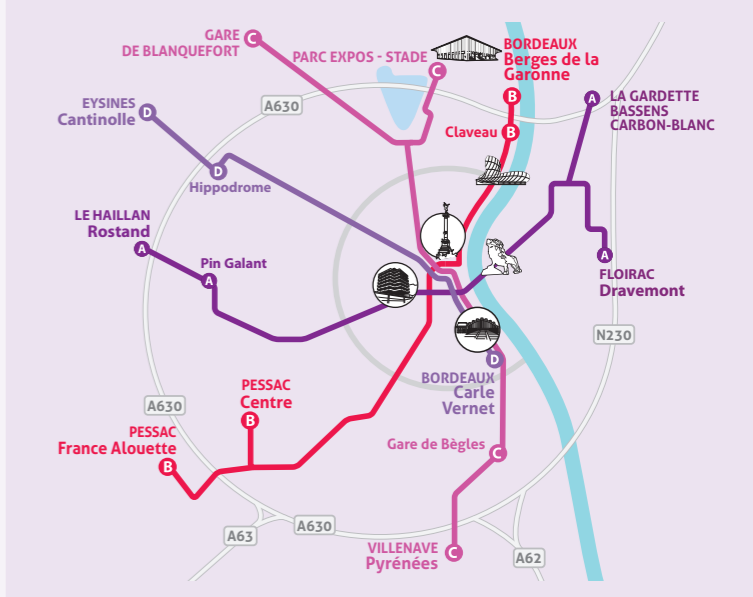 GARE
DE BLANQUEFORT
C
PARC EXPOS - STADE
C
BORDEAUX
Berges de la
Garonne
B
A
LA GARDETTE
BASSENS
CARBON-BLANC
EYSINES
Cantinolle
D
A630
Claveau
B
D
Hippodrome
LE HAILLAN
Rostand
A
Pin Galant
A
A
FLOIRAC
Dravemont
N230
D
BORDEAUX
Carle
Vernet
PESSAC
Centre
B
A630
PESSAC
France Alouette
B
Gare de Bègles
C
A63
A630
VILLENAVE
Pyrénées
C
A62